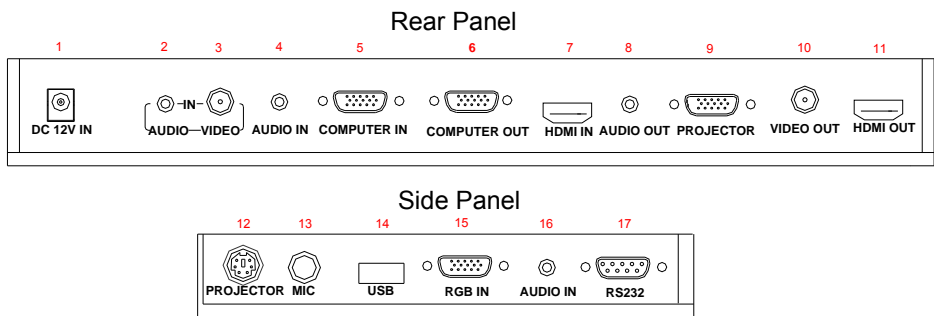 Rear Panel
1 2 3 4 5 6 7 8 9 10 11
IN
DC 12V IN AUDIO VIDEO AUDIO IN COMPUTER IN COMPUTER OUT HDMI IN AUDIO OUT PROJECTOR VIDEO OUT HDMI OUT
Side Panel
12 13 14 15 16 17
PROJECTOR MIC USB RGB IN AUDIO IN RS232